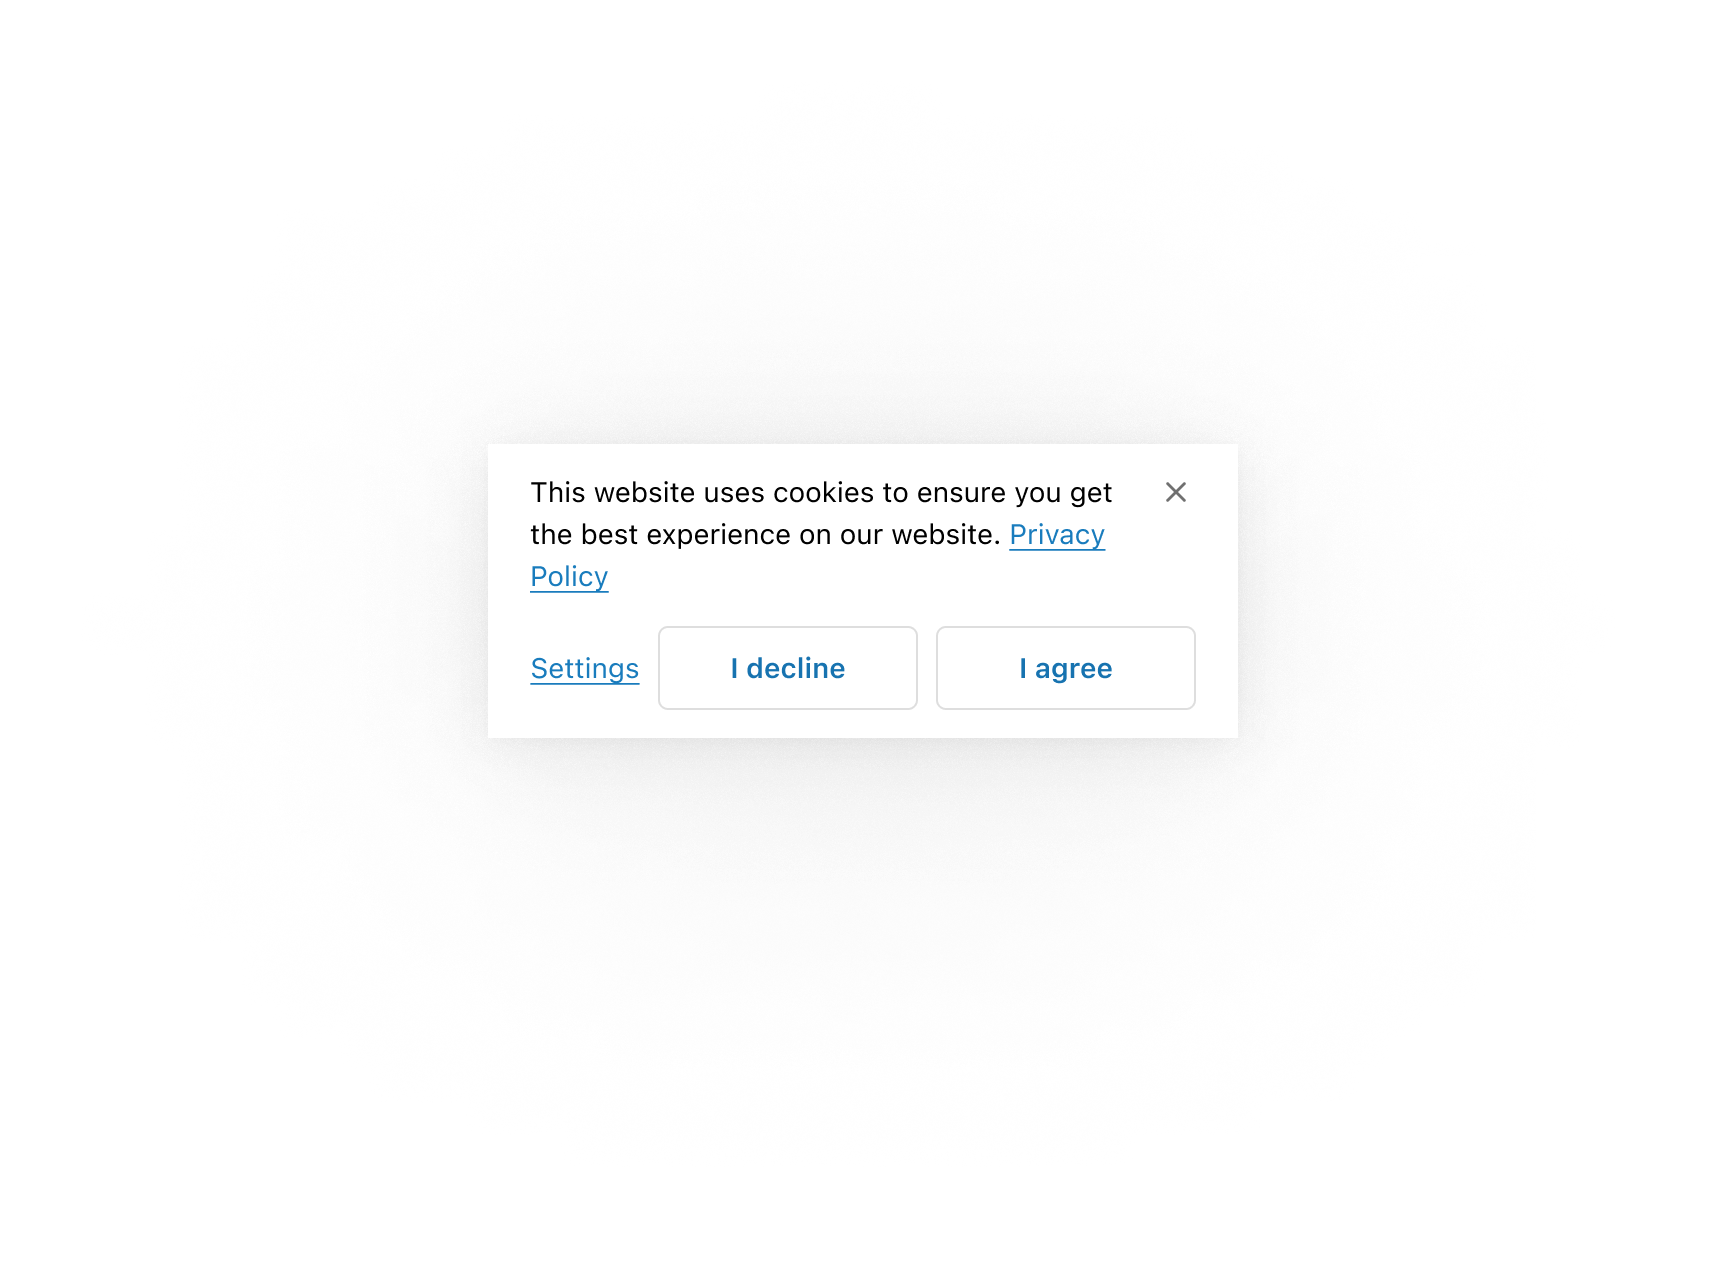 This website uses cookies to ensure you get
the best experience on our website. Privacy
Policy
Settings
I decline
I agree